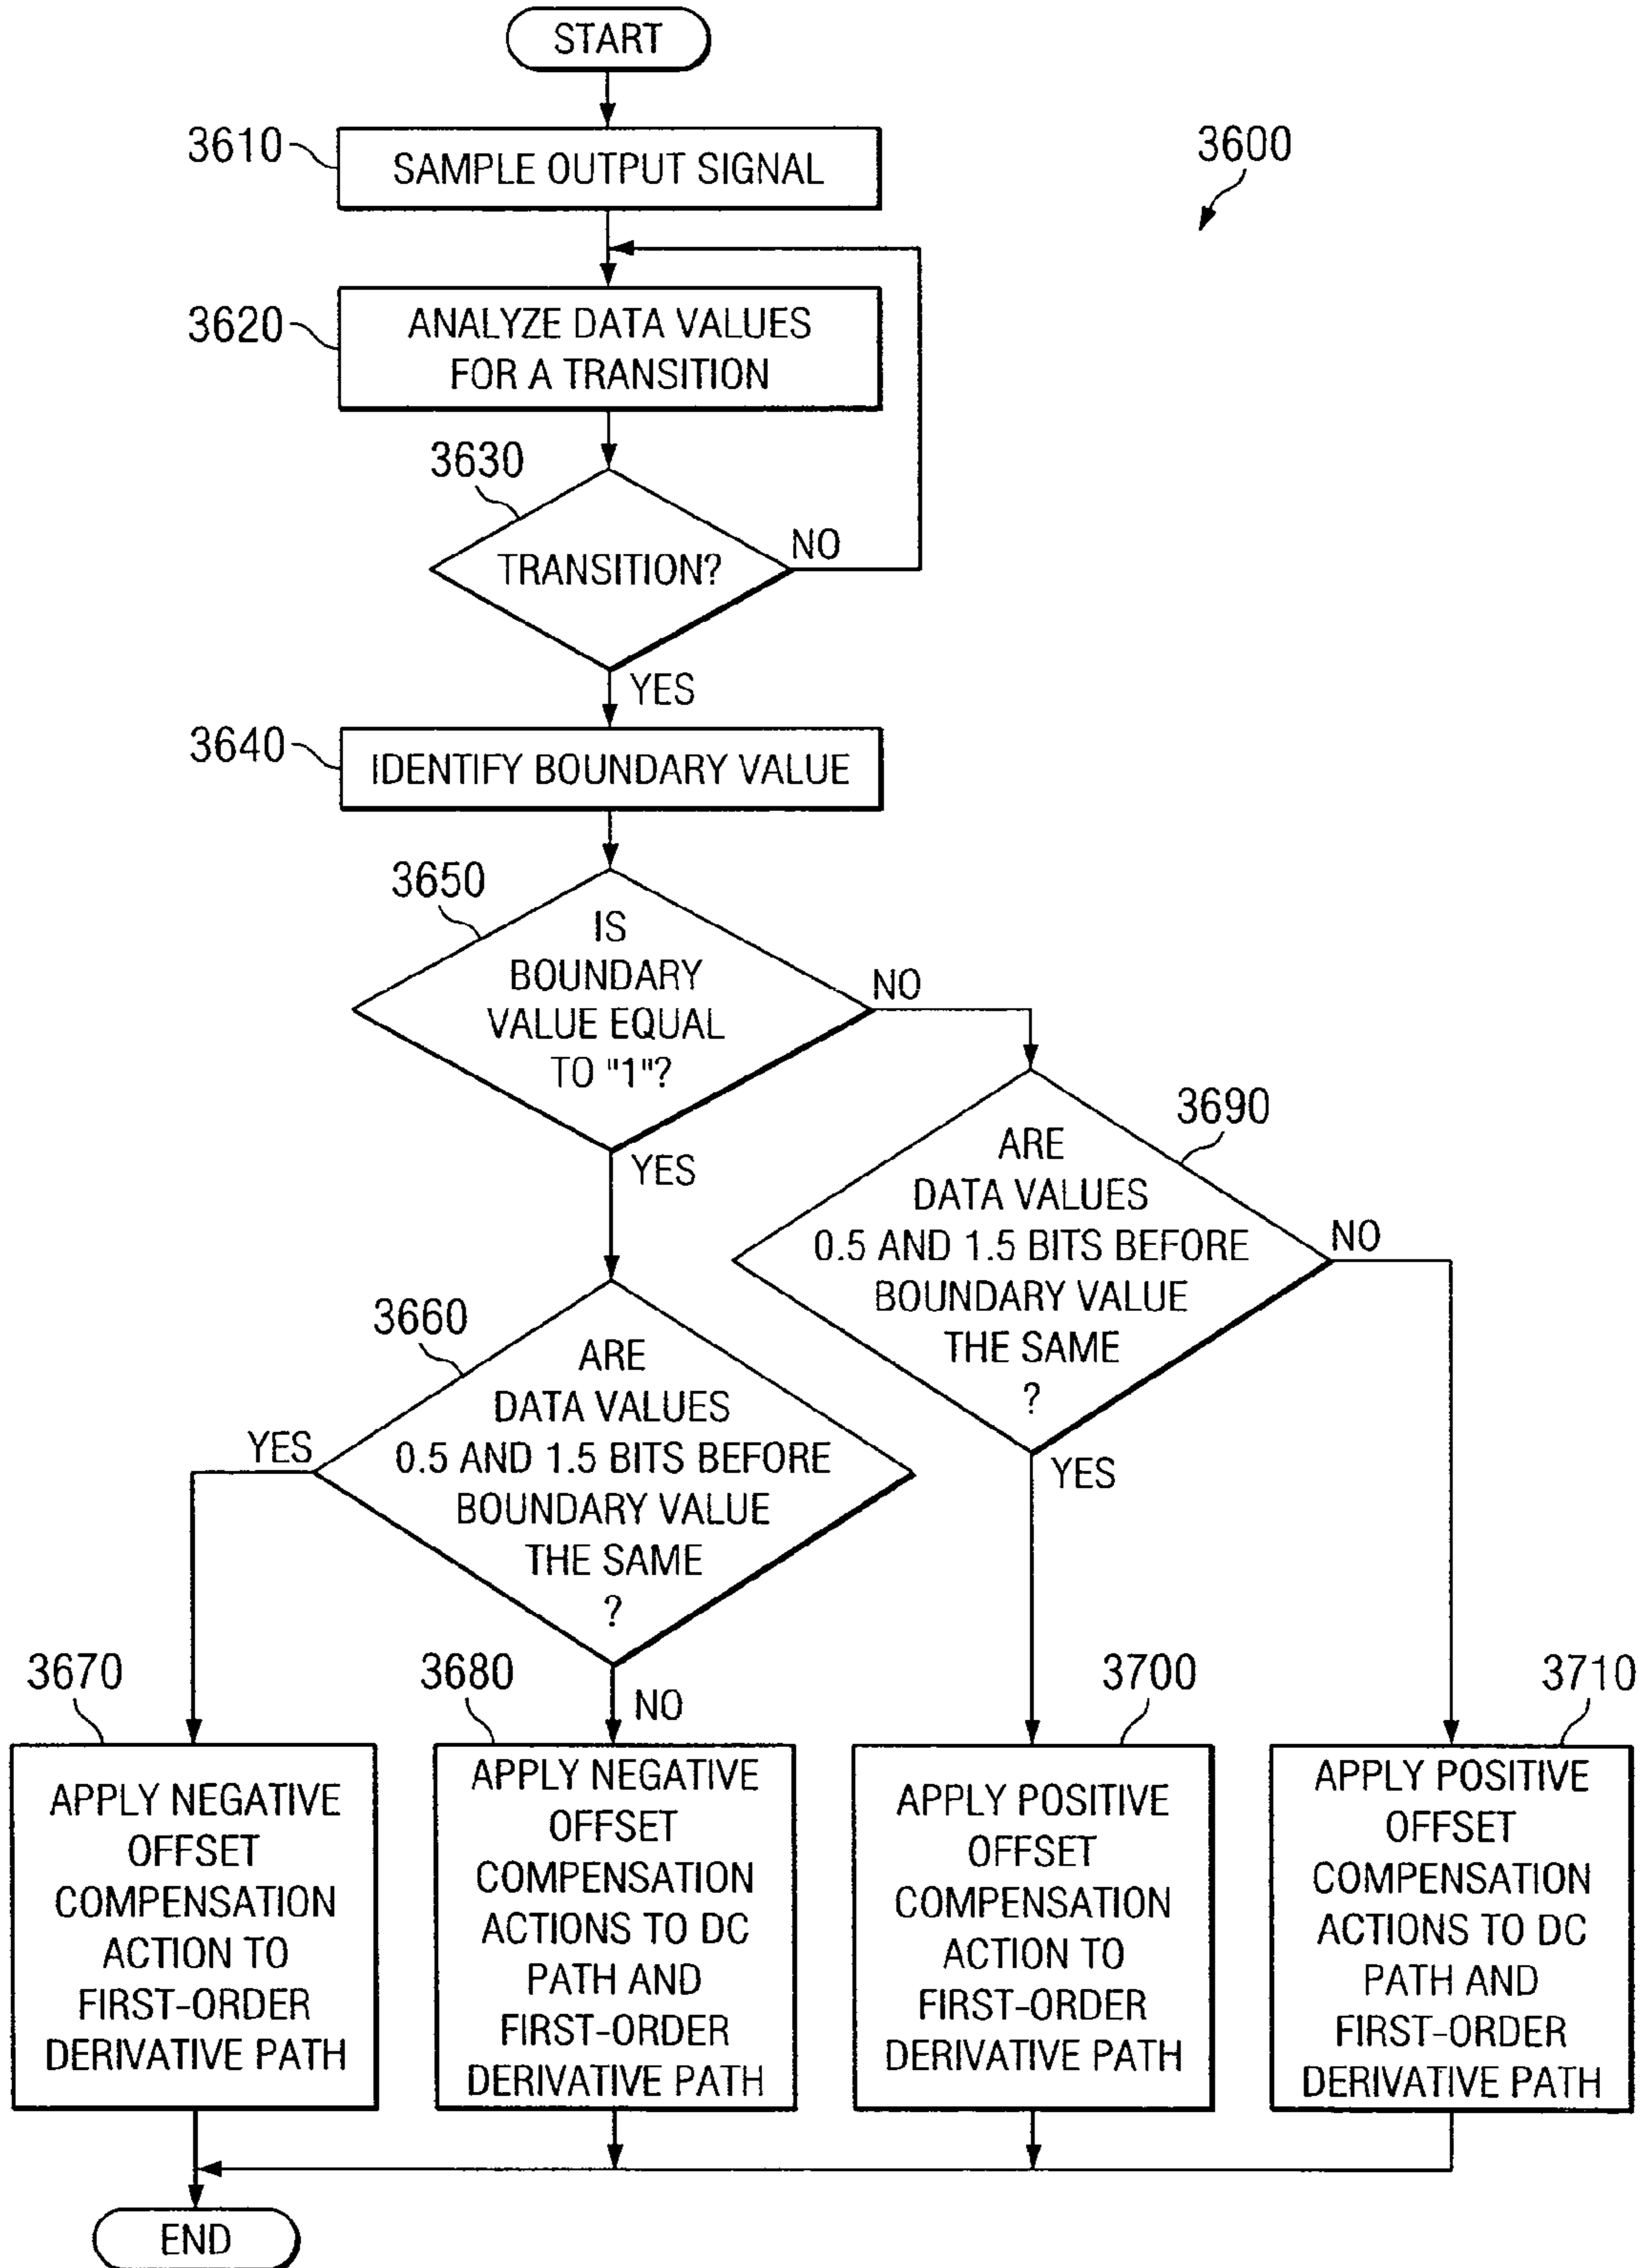 START
3610
SAMPLE OUTPUT SIGNAL
3600
3620
ANALYZE DATA VALUES
FOR A TRANSITION
3630
TRANSITION?
NO
YES
3640
IDENTIFY BOUNDARY VALUE
3650
IS
BOUNDARY
VALUE EQUAL
TO "1"?
NO
YES
3690
ARE
DATA VALUES
0.5 AND 1.5 BITS BEFORE
BOUNDARY VALUE
THE SAME
?
NO
YES
3660
ARE
DATA VALUES
0.5 AND 1.5 BITS BEFORE
BOUNDARY VALUE
THE SAME
?
YES
NO
3670
APPLY NEGATIVE
OFFSET
COMPENSATION
ACTION TO
FIRST-ORDER
DERIVATIVE PATH
3680
APPLY NEGATIVE
OFFSET
COMPENSATION
ACTIONS TO DC
PATH AND
FIRST-ORDER
DERIVATIVE PATH
3700
APPLY POSITIVE
OFFSET
COMPENSATION
ACTION TO
FIRST-ORDER
DERIVATIVE PATH
3710
APPLY POSITIVE
OFFSET
COMPENSATION
ACTIONS TO DC
PATH AND
FIRST-ORDER
DERIVATIVE PATH
END